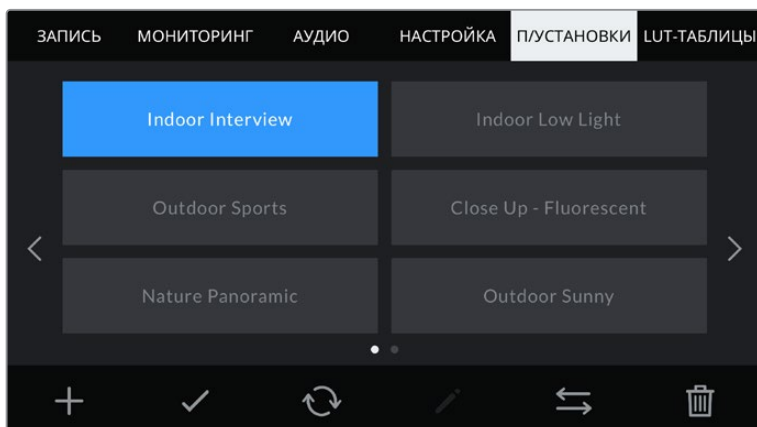 ЗАПИСЬ МОНИТОРИНГ АУДИО НАСТРОЙКА П/УСТАНОВКИ LUT-ТАБЛИЦЫ
Indoor Interview Indoor Low Light
Outdoor Sports Close Up - Fluorescent
Nature Panoramic Outdoor Sunny